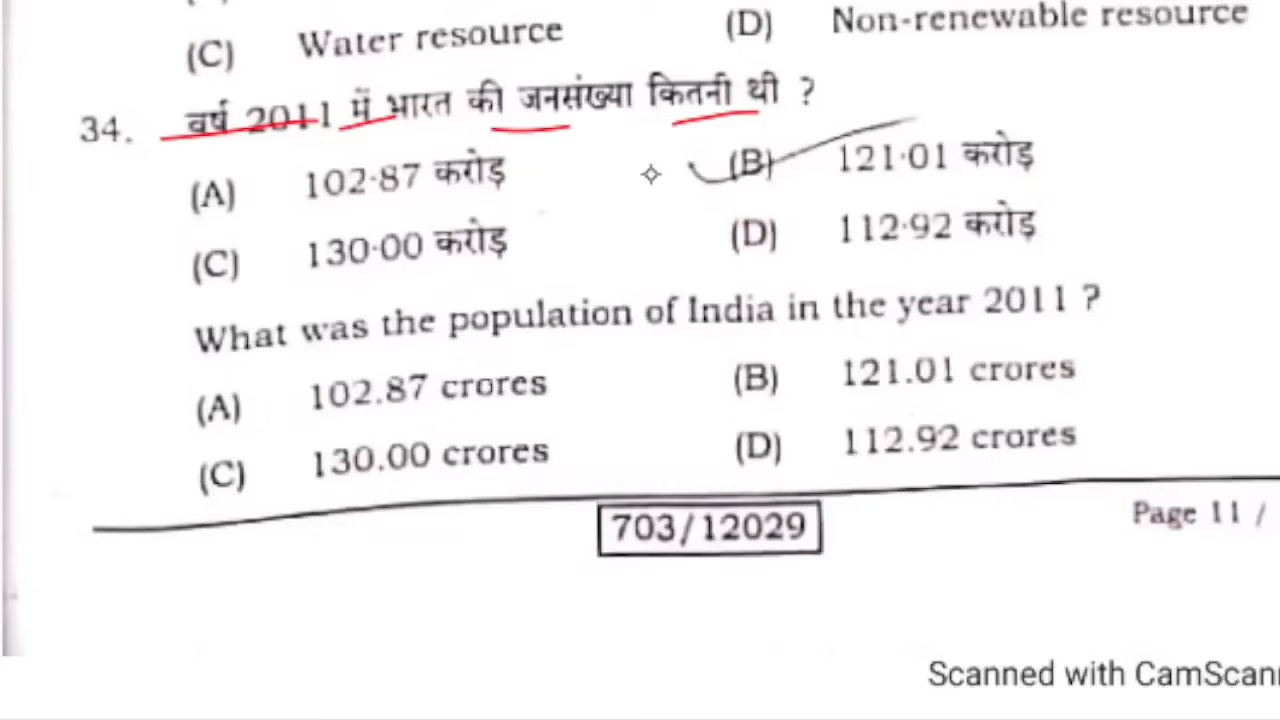 (C) Water resource (D) Non-renewable resource
34. वर्ष 2011 में भारत की जनसंख्या कितनी थी ?
(A) 102·87 करोड़ (B) 121·01 करोड़
(C) 130·00 करोड़ (D) 112·92 करोड़
What was the population of India in the year 2011 ?
(A) 102.87 crores (B) 121.01 crores
(C) 130.00 crores (D) 112.92 crores
703/12029 Page 11 /
Scanned with CamScan